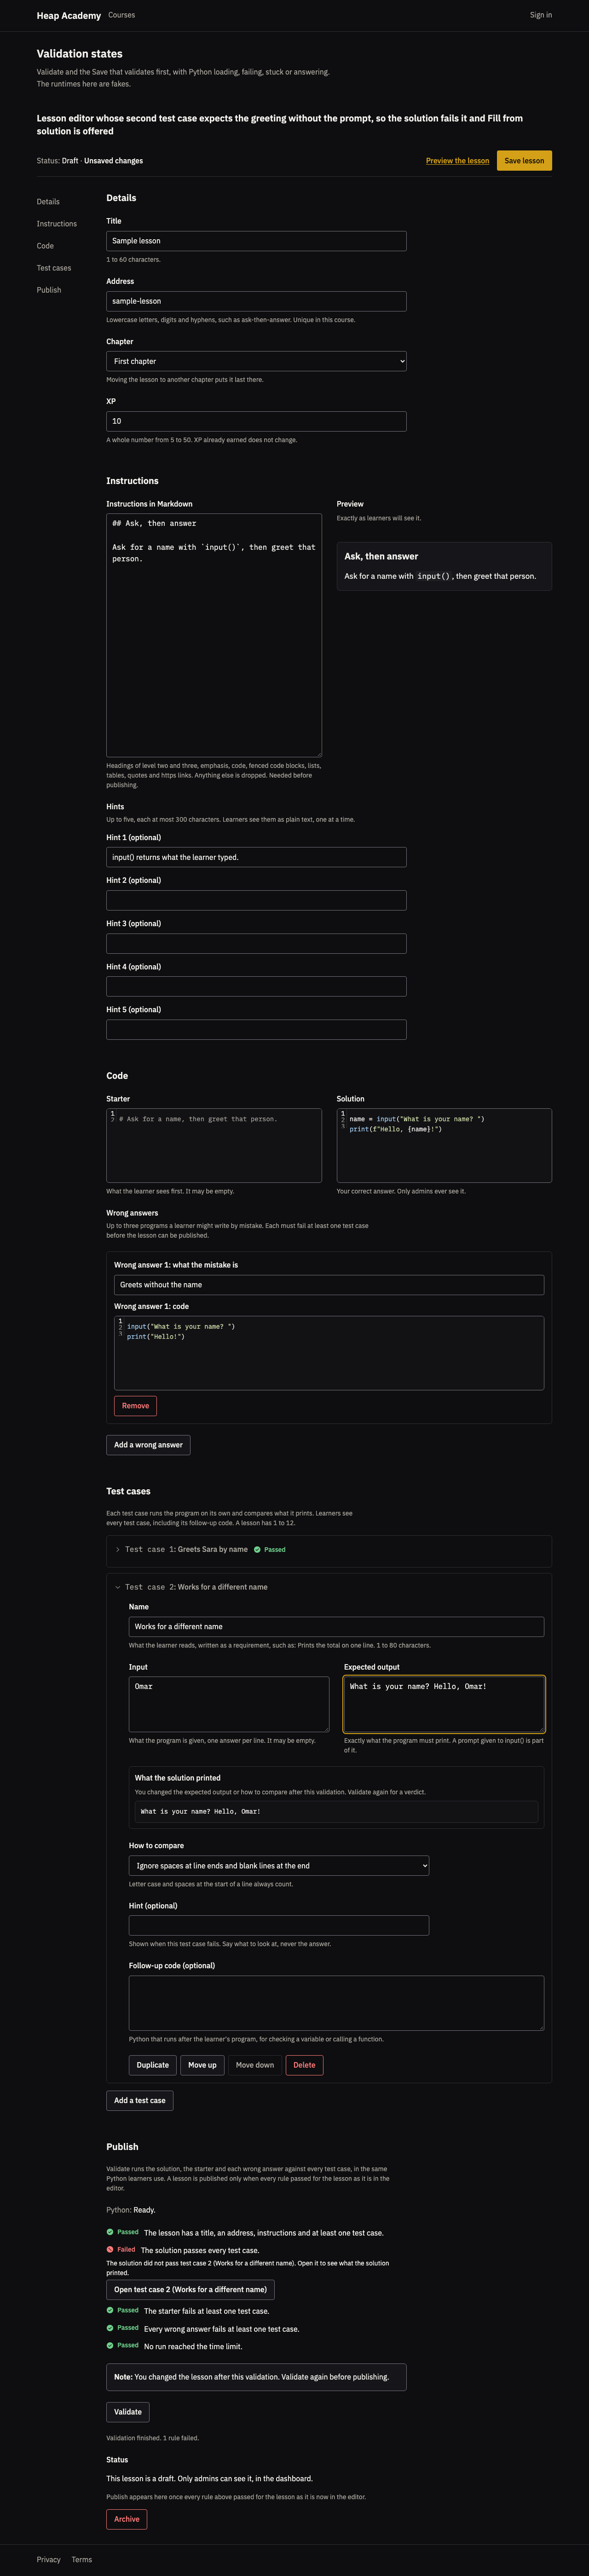 Heap Academy
Courses
Sign in
Validation states
Validate and the Save that validates first, with Python loading, failing, stuck or answering.
The runtimes here are fakes.
Lesson editor whose second test case expects the greeting without the prompt, so the solution fails it and Fill from
solution is offered
Status: Draft · Unsaved changes
Preview the lesson
Save lesson
Details
Instructions
Code
Test cases
Publish
Details
Title
Sample lesson
1 to 60 characters.
Address
sample-lesson
Lowercase letters, digits and hyphens, such as ask-then-answer. Unique in this course.
Chapter
First chapter
Moving the lesson to another chapter puts it last there.
XP
10
A whole number from 5 to 50. XP already earned does not change.
Instructions
Instructions in Markdown
## Ask, then answer
Ask for a name with `input()`, then greet that
person.
Headings of level two and three, emphasis, code, fenced code blocks, lists,
tables, quotes and https links. Anything else is dropped. Needed before
publishing.
Preview
Exactly as learners will see it.
Ask, then answer
Ask for a name with input(), then greet that person.
Hints
Up to five, each at most 300 characters. Learners see them as plain text, one at a time.
Hint 1 (optional)
input() returns what the learner typed.
Hint 2 (optional)
Hint 3 (optional)
Hint 4 (optional)
Hint 5 (optional)
Code
Starter
1
2
# Ask for a name, then greet that person.
What the learner sees first. It may be empty.
Solution
1
2
3
name = input("What is your name? ")
print(f"Hello, {name}!")
Your correct answer. Only admins ever see it.
Wrong answers
Up to three programs a learner might write by mistake. Each must fail at least one test case
before the lesson can be published.
Wrong answer 1: what the mistake is
Greets without the name
Wrong answer 1: code
1
2
3
input("What is your name? ")
print("Hello!")
Remove
Add a wrong answer
Test cases
Each test case runs the program on its own and compares what it prints. Learners see
every test case, including its follow-up code. A lesson has 1 to 12.
Test case 1: Greets Sara by name
Passed
Test case 2: Works for a different name
Name
Works for a different name
What the learner reads, written as a requirement, such as: Prints the total on one line. 1 to 80 characters.
Input
Omar
What the program is given, one answer per line. It may be empty.
Expected output
What is your name? Hello, Omar!
Exactly what the program must print. A prompt given to input() is part
of it.
What the solution printed
You changed the expected output or how to compare after this validation. Validate again for a verdict.
What is your name? Hello, Omar!
How to compare
Ignore spaces at line ends and blank lines at the end
Letter case and spaces at the start of a line always count.
Hint (optional)
Shown when this test case fails. Say what to look at, never the answer.
Follow-up code (optional)
Python that runs after the learner's program, for checking a variable or calling a function.
Duplicate
Move up
Move down
Delete
Add a test case
Publish
Validate runs the solution, the starter and each wrong answer against every test case, in the same
Python learners use. A lesson is published only when every rule passed for the lesson as it is in the
editor.
Python: Ready.
Passed The lesson has a title, an address, instructions and at least one test case.
Failed The solution passes every test case.
The solution did not pass test case 2 (Works for a different name). Open it to see what the solution
printed.
Open test case 2 (Works for a different name)
Passed The starter fails at least one test case.
Passed Every wrong answer fails at least one test case.
Passed No run reached the time limit.
Note: You changed the lesson after this validation. Validate again before publishing.
Validate
Validation finished. 1 rule failed.
Status
This lesson is a draft. Only admins can see it, in the dashboard.
Publish appears here once every rule above passed for the lesson as it is now in the editor.
Archive
Privacy
Terms